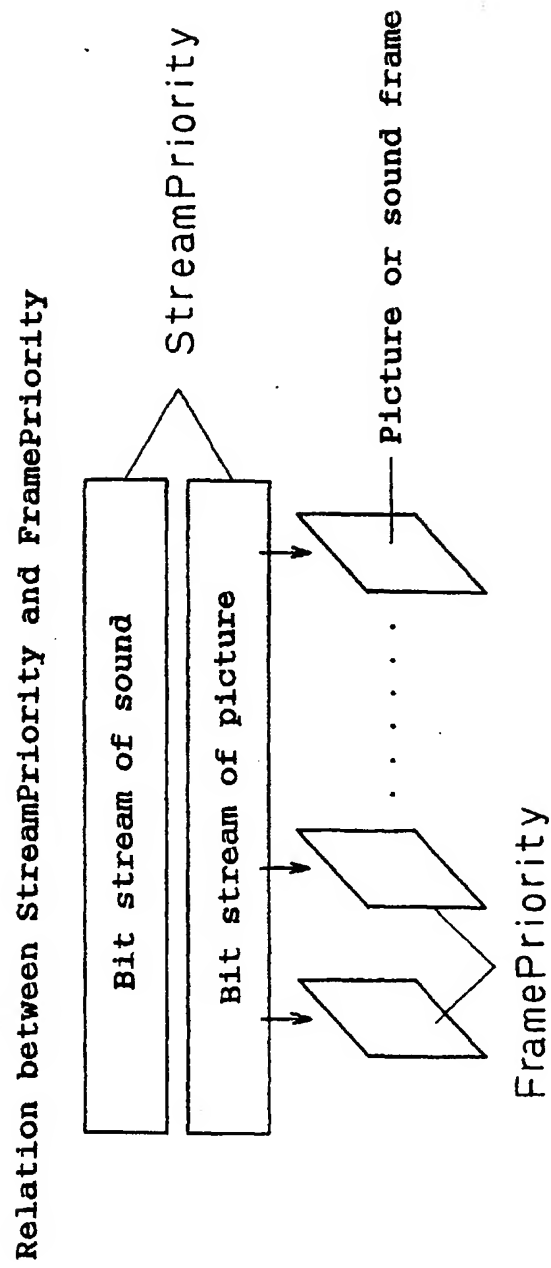 Relation between StreamPriority and FramePriority
Bit stream of sound
StreamPriority
Bit stream of picture
Picture or sound frame
FramePriority